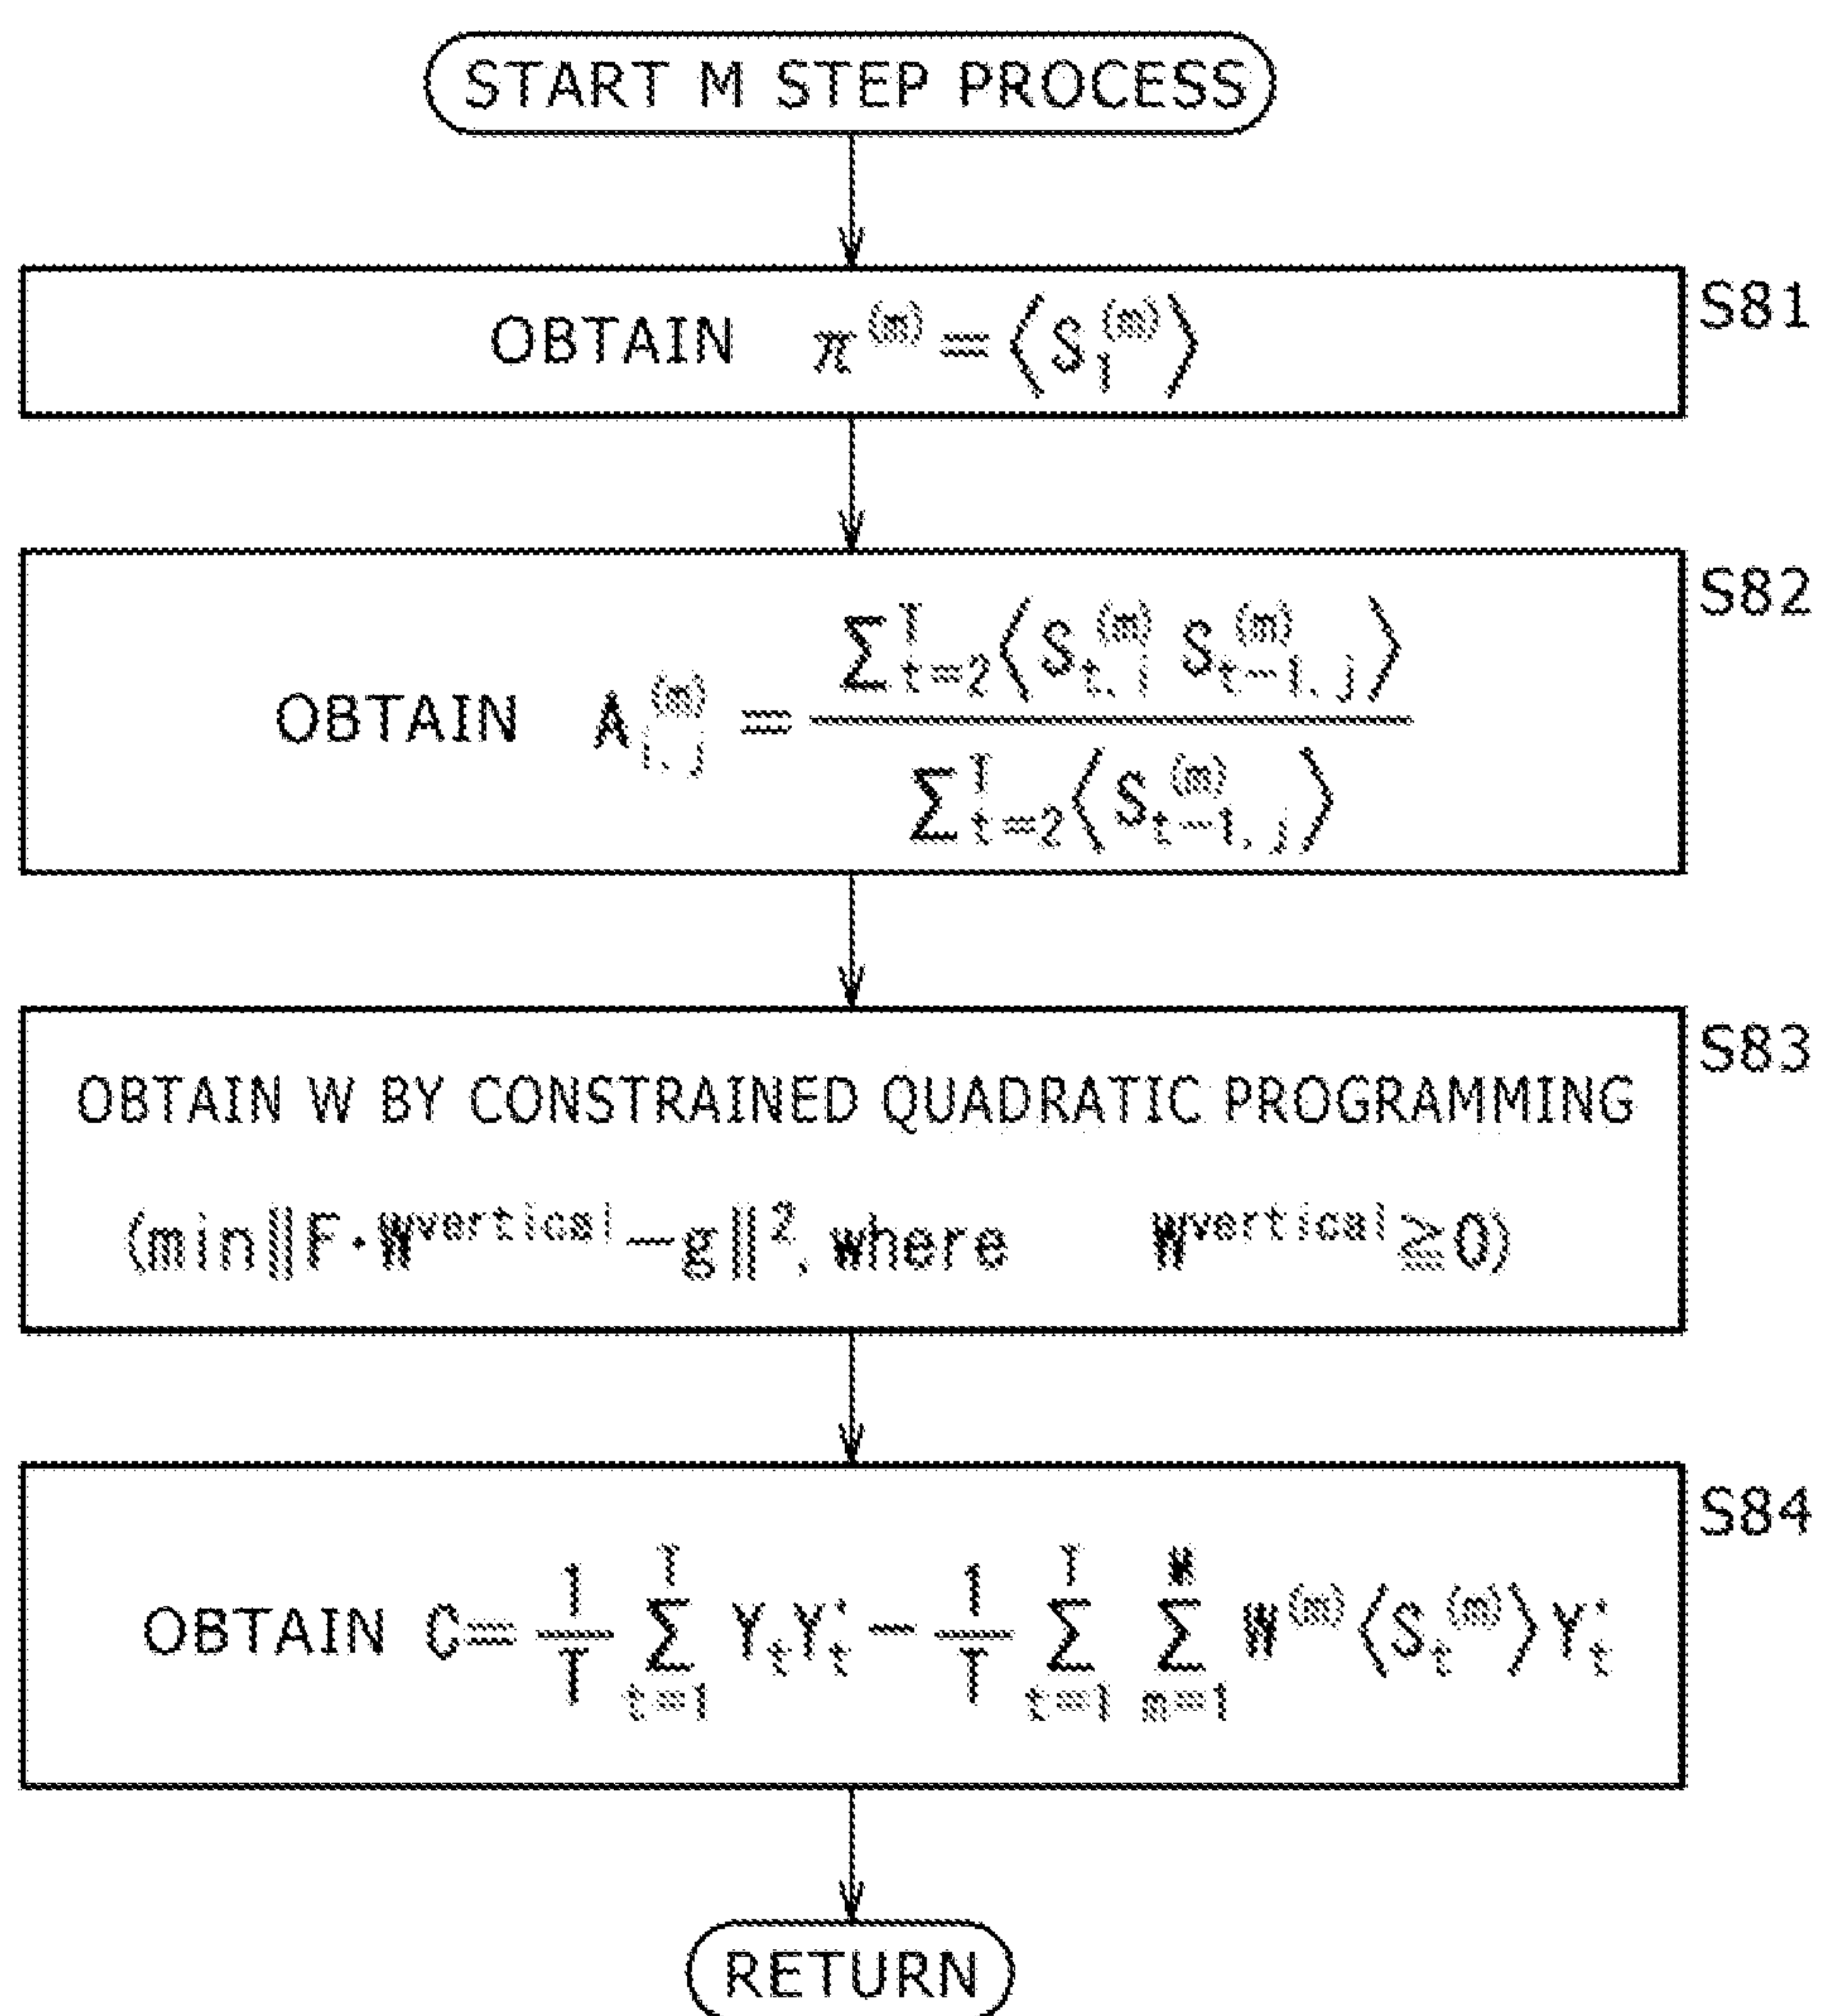 START M STEP PROCESS
S81
OBTAIN π^(m) = ⟨S_1^(m)⟩
S82
OBTAIN A_{i,j}^(m) = Σ_{t=2}^T ⟨S_{t,i}^(m) S_{t-1,j}^(m)⟩ / Σ_{t=2}^T ⟨S_{t-1,j}^(m)⟩
S83
OBTAIN W BY CONSTRAINED QUADRATIC PROGRAMMING
(min‖F·W^vertical−g‖^2, where W^vertical≧0)
S84
OBTAIN C = 1/T Σ_{t=1}^T Y_t Y_t' − 1/T Σ_{t=1}^T Σ_{m=1}^M W^(m) ⟨S_t^(m)⟩ Y_t'
RETURN